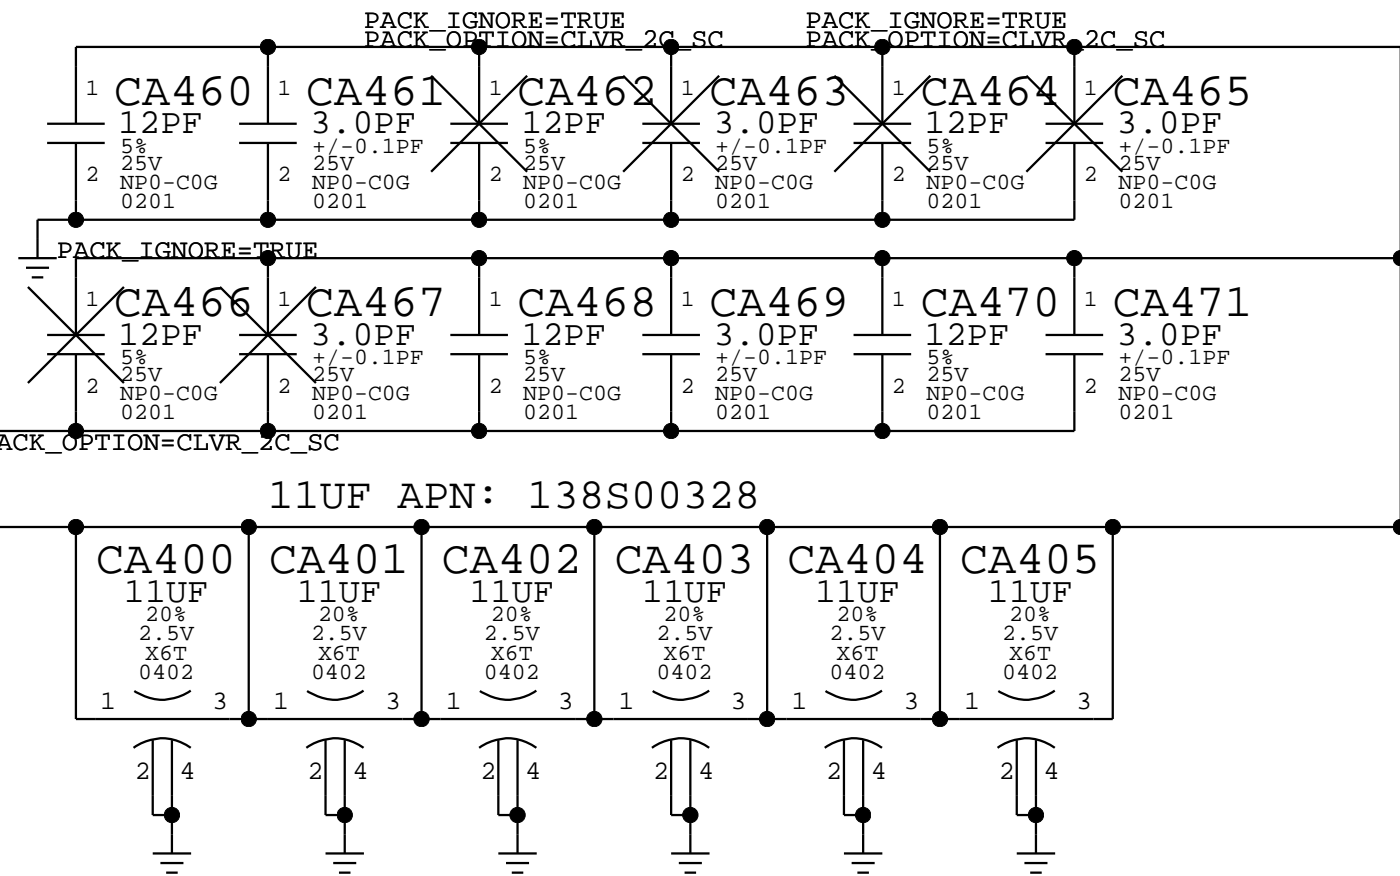 PACK_IGNORE=TRUE PACK_IGNORE=TRUE
PACK_OPTION=CLVR_2C_SC PACK_OPTION=CLVR_2C_SC
1 CA460 1 CA461 1 CA462 1 CA463 1 CA464 1 CA465
12PF 3.0PF 12PF 3.0PF 12PF 3.0PF
5% +/-0.1PF 5% +/-0.1PF 5% +/-0.1PF
25V 25V 25V 25V 25V 25V
2 NP0-C0G 2 NP0-C0G 2 NP0-C0G 2 NP0-C0G 2 NP0-C0G 2 NP0-C0G
0201 0201 0201 0201 0201 0201
PACK_IGNORE=TRUE
1 CA466 1 CA467 1 CA468 1 CA469 1 CA470 1 CA471
12PF 3.0PF 12PF 3.0PF 12PF 3.0PF
5% +/-0.1PF 5% +/-0.1PF 5% +/-0.1PF
25V 25V 25V 25V 25V 25V
2 NP0-C0G 2 NP0-C0G 2 NP0-C0G 2 NP0-C0G 2 NP0-C0G 2 NP0-C0G
0201 0201 0201 0201 0201 0201
ACK_OPTION=CLVR_2C_SC
11UF APN: 138S00328
CA400 CA401 CA402 CA403 CA404 CA405
11UF 11UF 11UF 11UF 11UF 11UF
20% 20% 20% 20% 20% 20%
2.5V 2.5V 2.5V 2.5V 2.5V 2.5V
X6T X6T X6T X6T X6T X6T
0402 0402 0402 0402 0402 0402
1 3 1 3 1 3 1 3 1 3 1 3
2 4 2 4 2 4 2 4 2 4 2 4